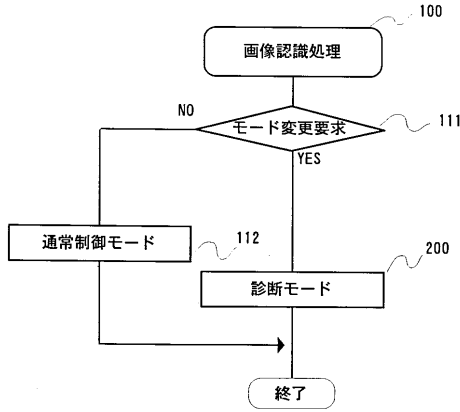 100
画像認識処理
NO
モード変更要求
111
YES
通常制御モード
112
200
診断モード
終了